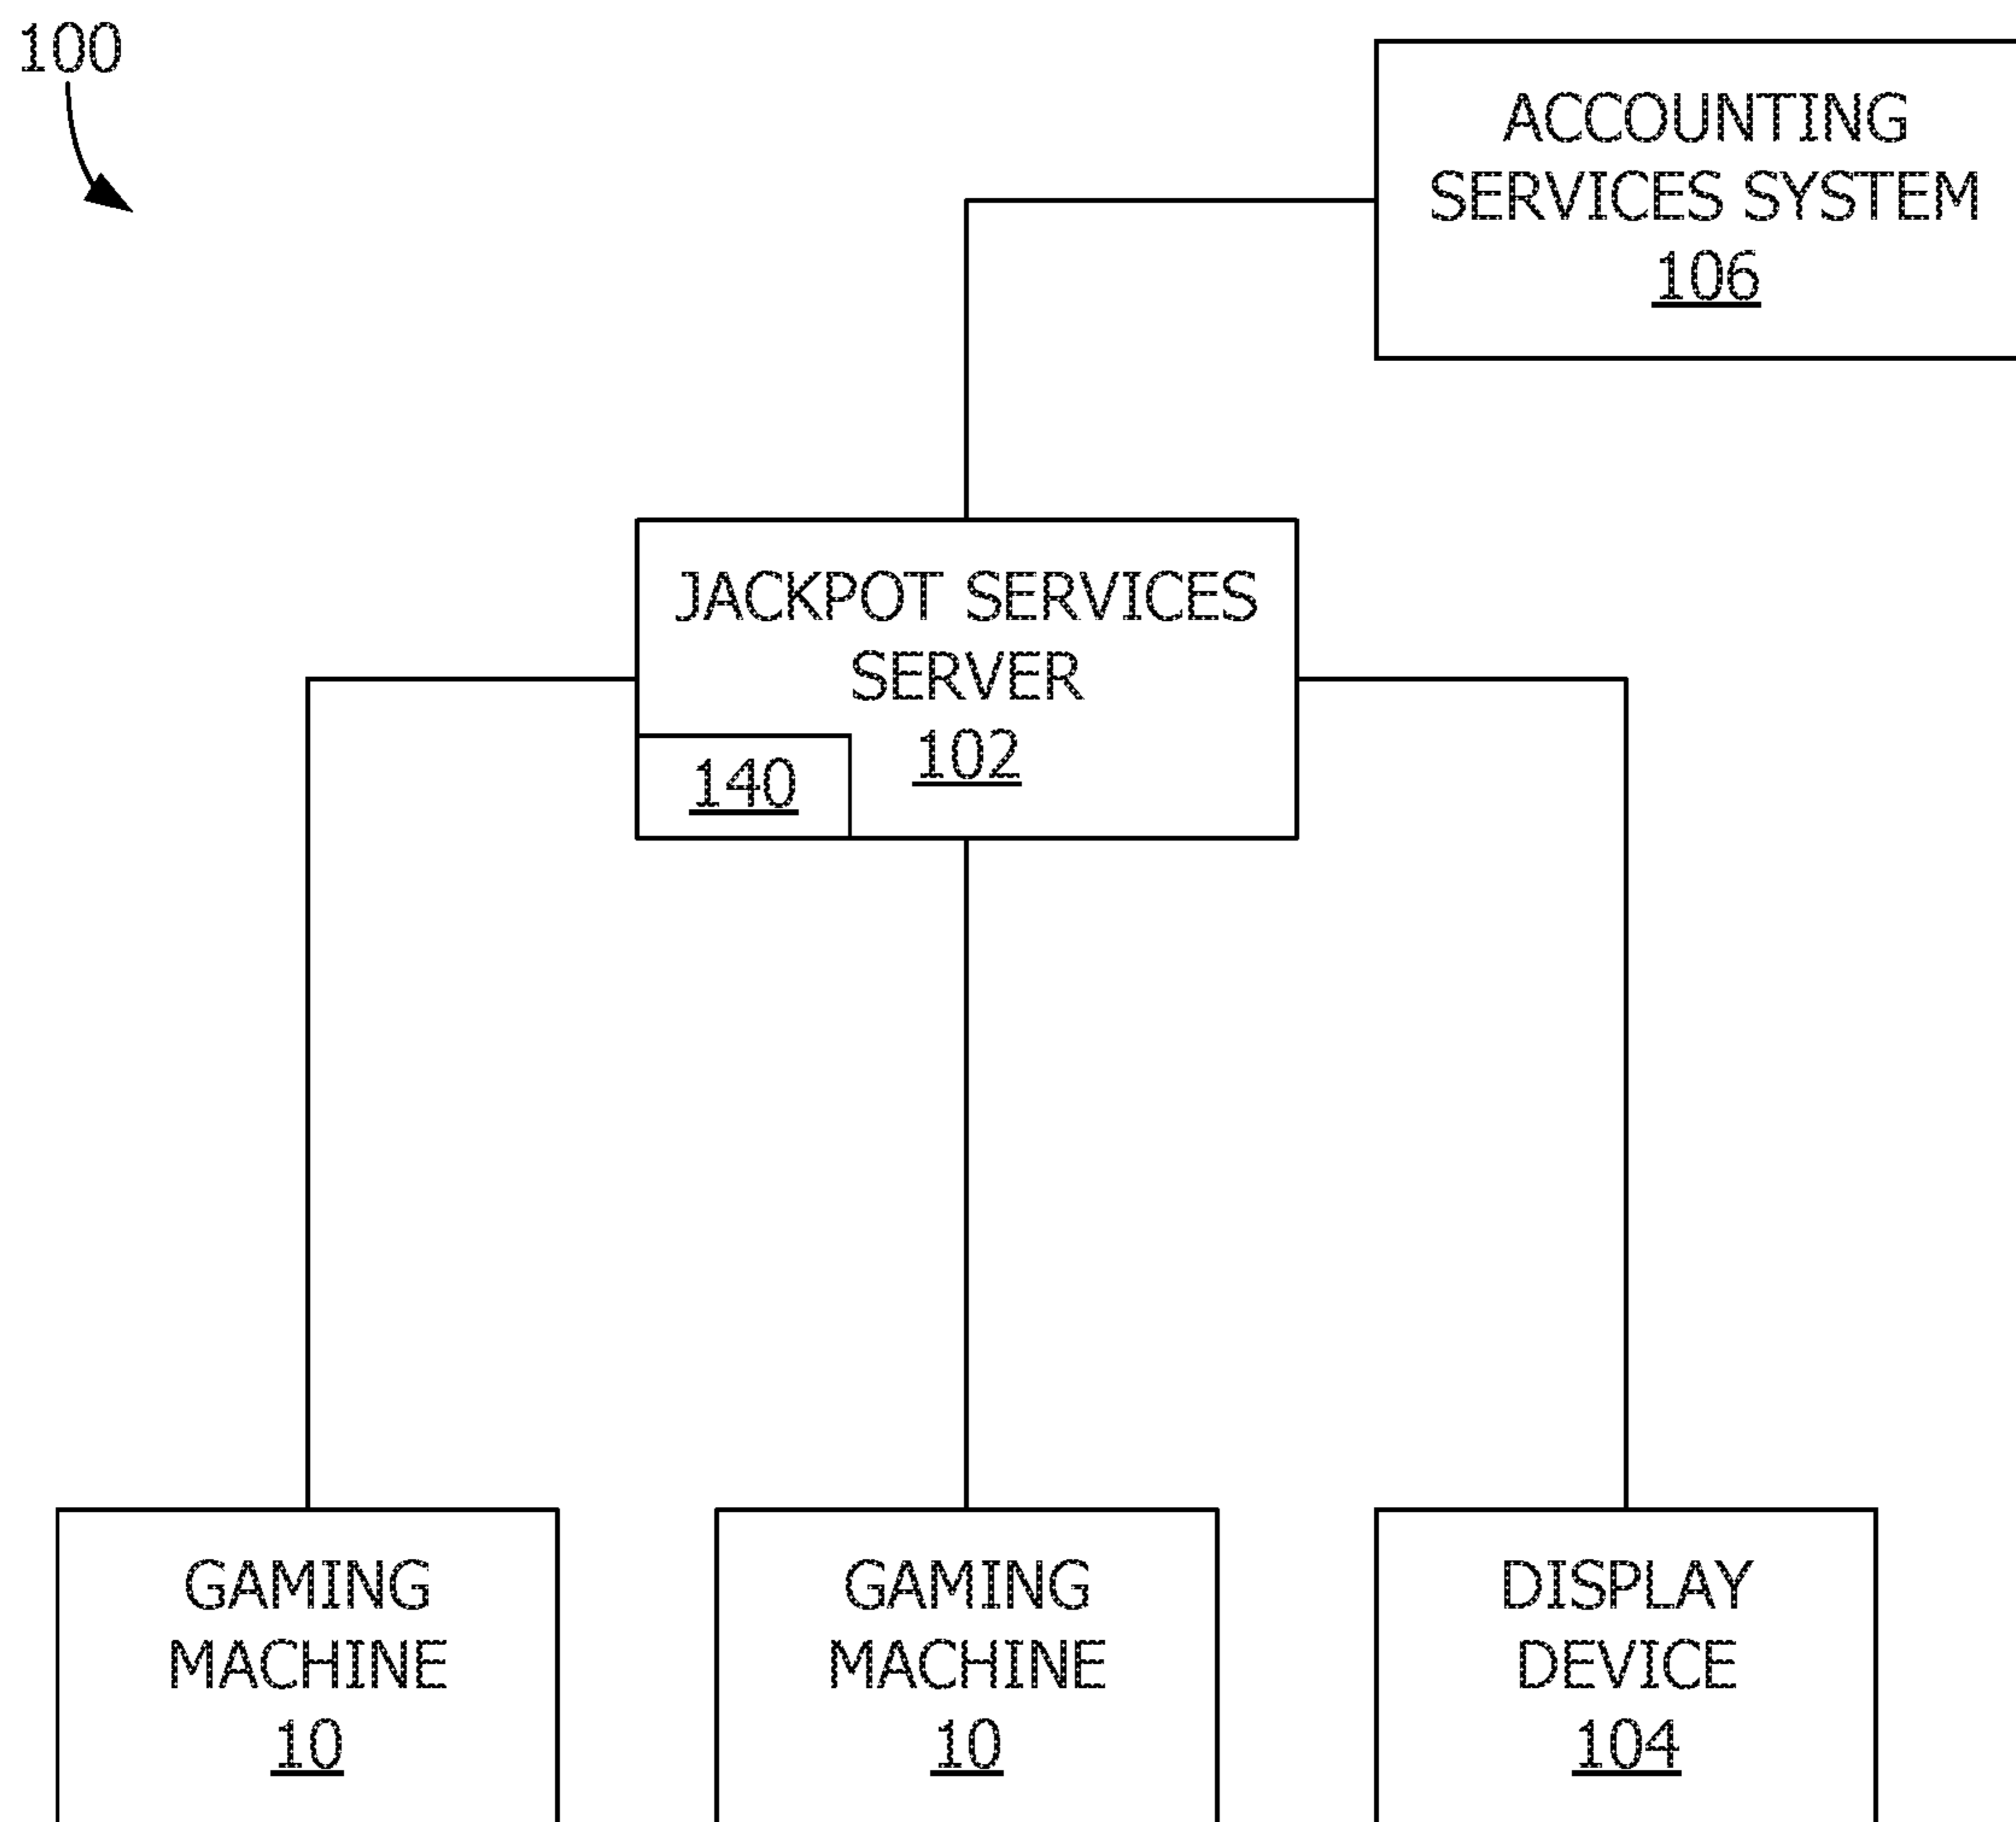 100
ACCOUNTING
SERVICES SYSTEM
106
JACKPOT SERVICES
SERVER
102
140
GAMING
MACHINE
10
GAMING
MACHINE
10
DISPLAY
DEVICE
104